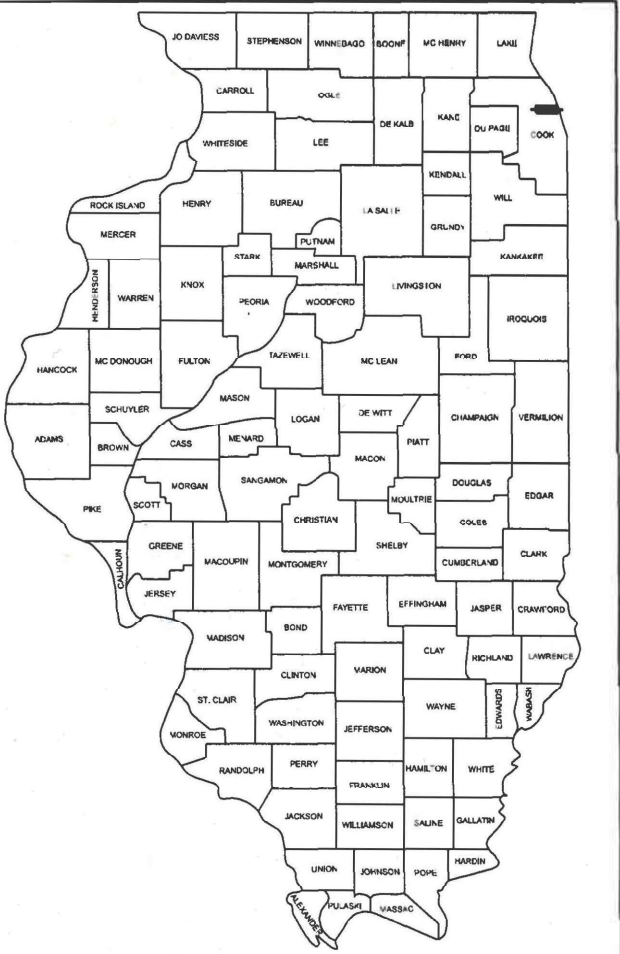 JO DAVIESS
STEPHENSON
WINNEBAGO
BOONE
MC HENRY
LAKE
CARROLL
OGLE
DE KALB
KANE
DU PAGE
COOK
WHITESIDE
LEE
KENDALL
WILL
ROCK ISLAND
HENRY
BUREAU
LA SALLE
GRUNDY
MERCER
PUTNAM
STARK
MARSHALL
KANKAKEE
HENDERSON
WARREN
KNOX
PEORIA
WOODFORD
LIVINGSTON
IROQUOIS
HANCOCK
MC DONOUGH
FULTON
TAZEWELL
MC LEAN
FORD
MASON
SCHUYLER
LOGAN
DE WITT
CHAMPAIGN
VERMILION
ADAMS
BROWN
CASS
MENARD
PIATT
MACON
PIKE
SCOTT
MORGAN
SANGAMON
MOULTRIE
DOUGLAS
EDGAR
CHRISTIAN
COLES
CALHOUN
GREENE
MACOUPIN
MONTGOMERY
SHELBY
CUMBERLAND
CLARK
JERSEY
FAYETTE
EFFINGHAM
JASPER
CRAWFORD
MADISON
BOND
CLAY
RICHLAND
LAWRENCE
CLINTON
MARION
ST. CLAIR
WAYNE
EDWARDS
WABASH
MONROE
WASHINGTON
JEFFERSON
RANDOLPH
PERRY
FRANKLIN
HAMILTON
WHITE
JACKSON
WILLIAMSON
SALINE
GALLATIN
UNION
JOHNSON
POPE
HARDIN
ALEXANDER
PULASKI
MASSAC